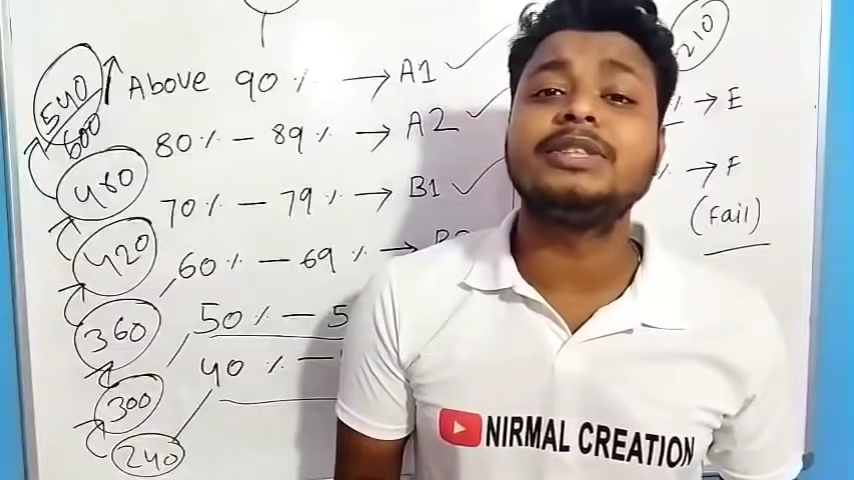 540
600
Above 90% → A1 ✓
210
480
80% - 89% → A2
% → E
420
70% - 79% → B1 ✓
% → F
(Fail)
360
60% - 69% →
300
50% - 5
240
40% -
NIRMAL CREATION